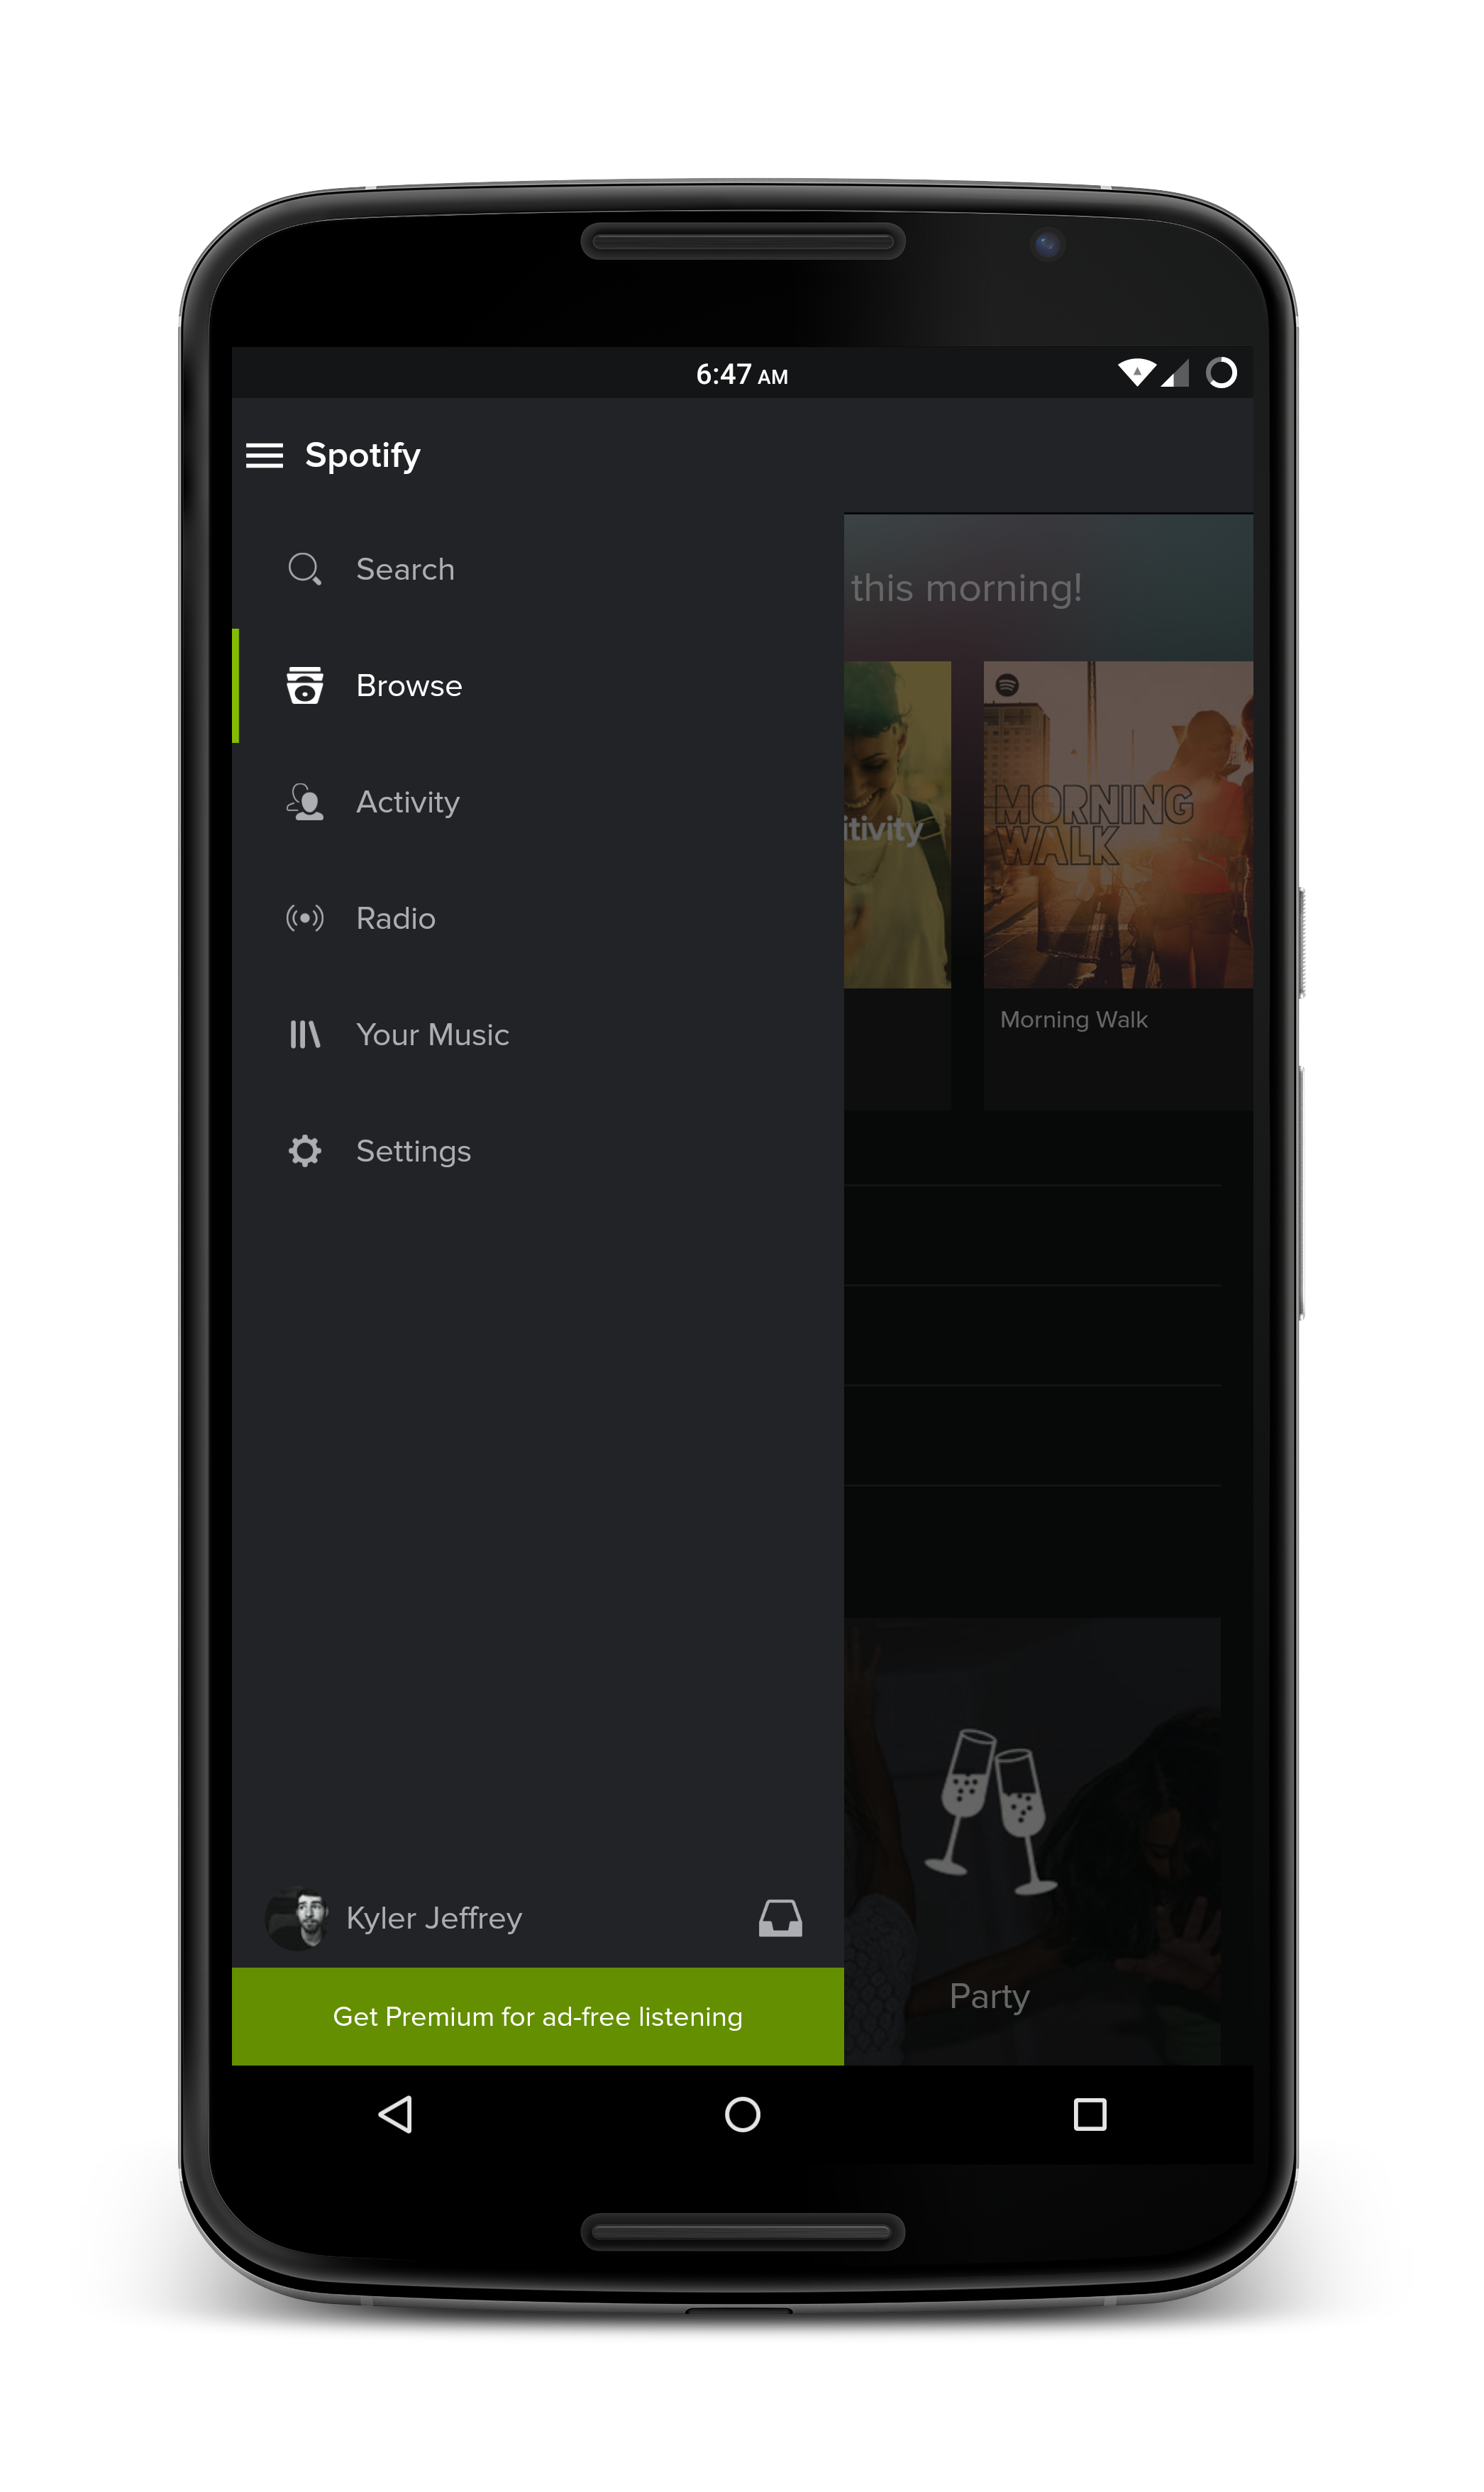 6:47 AM
Spotify
Search
Browse
Activity
Radio
Your Music
Settings
this morning!
itivity
MORNING
WALK
Morning Walk
Party
Kyler Jeffrey
Get Premium for ad-free listening